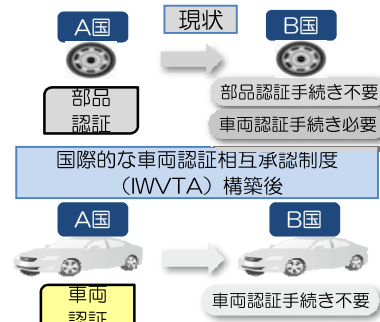 現状
A国
B国
部品
認証
部品認証手続き不要
車両認証手続き必要
国際的な車両認証相互承認制度
（IWVTA）構築後
A国
B国
車両
認証
車両認証手続き不要